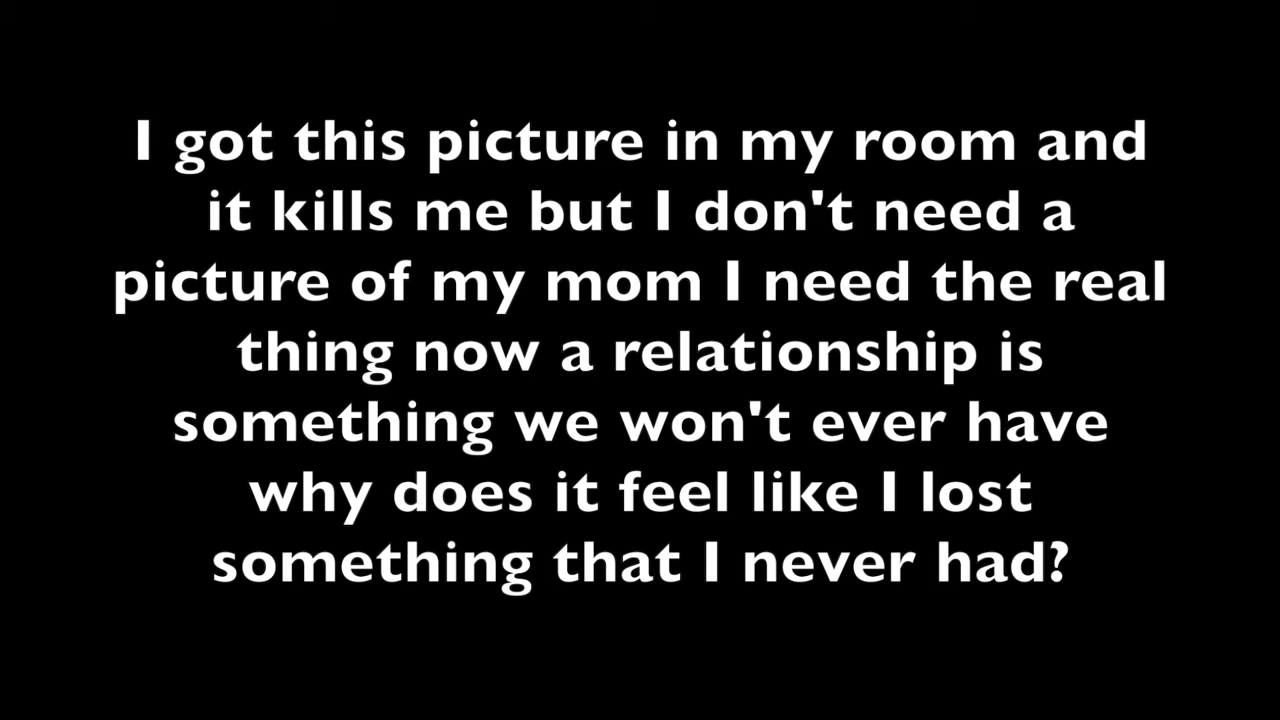 I got this picture in my room and
it kills me but I don't need a
picture of my mom I need the real
thing now a relationship is
something we won't ever have
why does it feel like I lost
something that I never had?